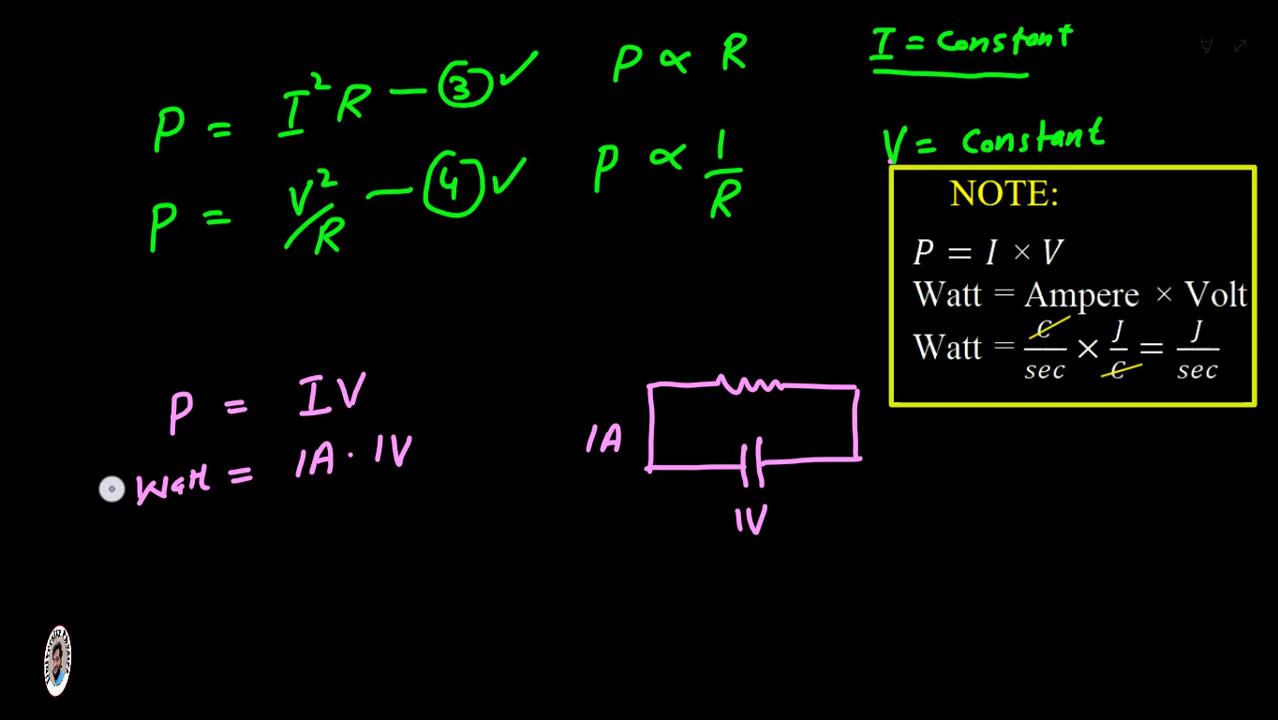 P = I²R — ③ ✓ P ∝ R I = Constant
P = V²/R — ④ ✓ P ∝ 1/R V = Constant
NOTE:
P = I × V
Watt = Ampere × Volt
Watt = C/sec × J/C = J/sec
P = IV
Watt = 1A · 1V
1A
1V